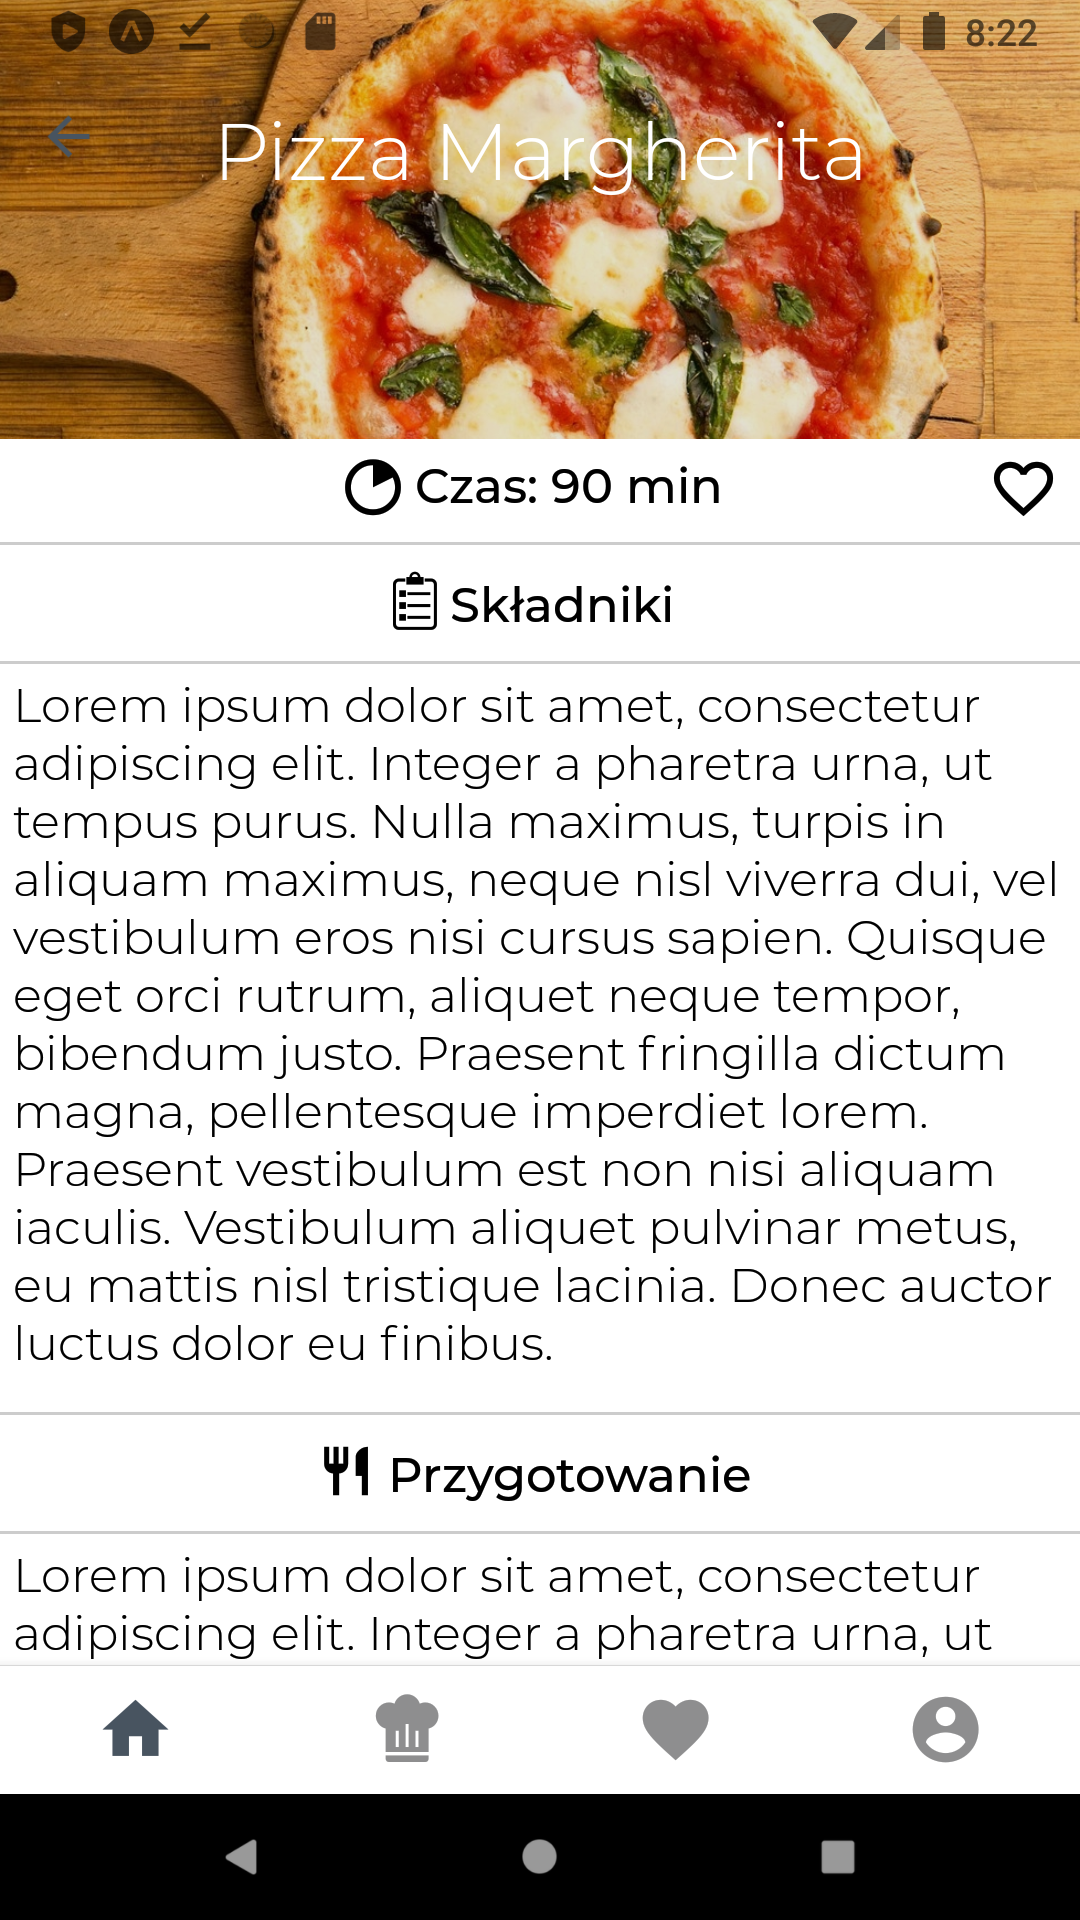 8:22
Pizza Margherita
Czas: 90 min
Składniki
Lorem ipsum dolor sit amet, consectetur
adipiscing elit. Integer a pharetra urna, ut
tempus purus. Nulla maximus, turpis in
aliquam maximus, neque nisl viverra dui, vel
vestibulum eros nisi cursus sapien. Quisque
eget orci rutrum, aliquet neque tempor,
bibendum justo. Praesent fringilla dictum
magna, pellentesque imperdiet lorem.
Praesent vestibulum est non nisi aliquam
iaculis. Vestibulum aliquet pulvinar metus,
eu mattis nisl tristique lacinia. Donec auctor
luctus dolor eu finibus.
Przygotowanie
Lorem ipsum dolor sit amet, consectetur
adipiscing elit. Integer a pharetra urna, ut